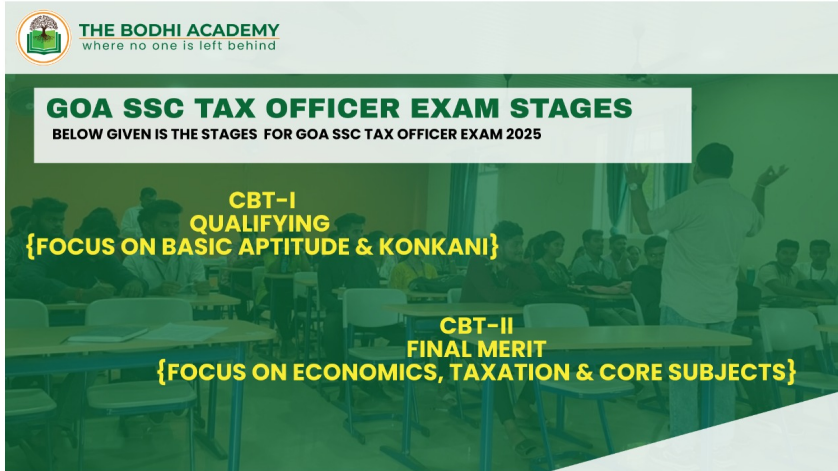 THE BODHI ACADEMY
where no one is left behind
GOA SSC TAX OFFICER EXAM STAGES
BELOW GIVEN IS THE STAGES FOR GOA SSC TAX OFFICER EXAM 2025
CBT-I
QUALIFYING
{FOCUS ON BASIC APTITUDE & KONKANI}
CBT-II
FINAL MERIT
{FOCUS ON ECONOMICS, TAXATION & CORE SUBJECTS}